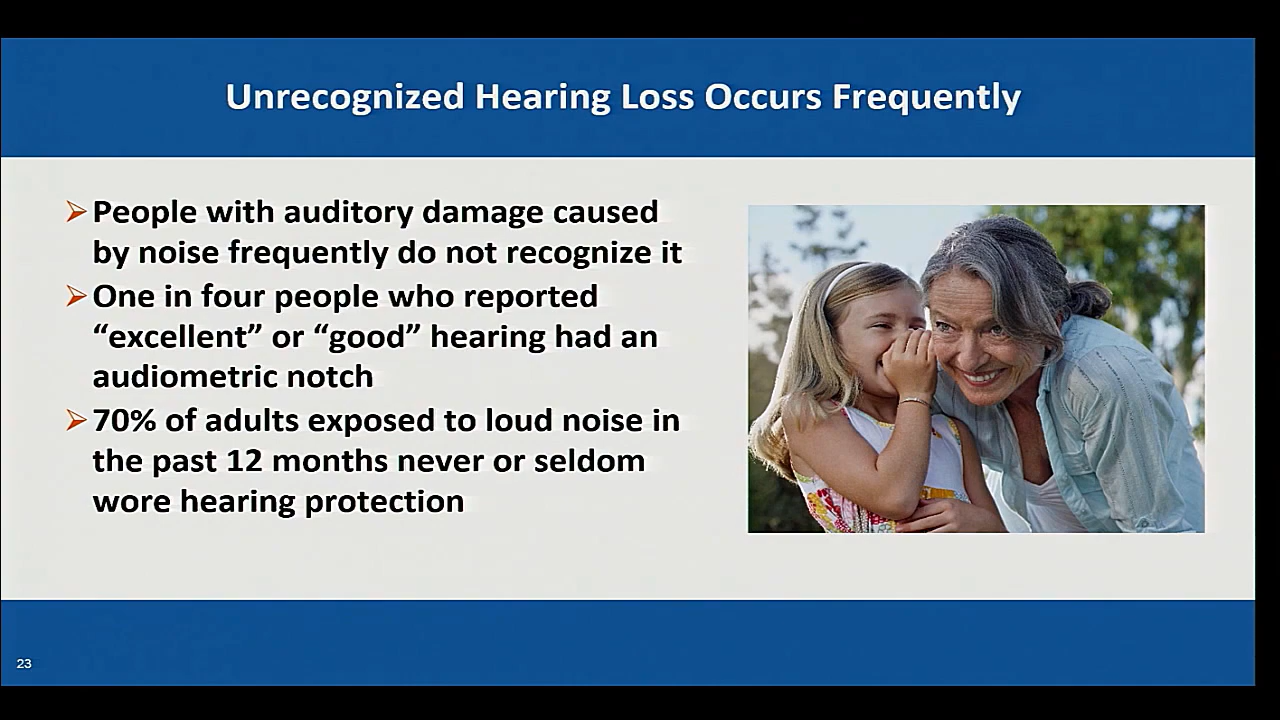 Unrecognized Hearing Loss Occurs Frequently
People with auditory damage caused
by noise frequently do not recognize it
One in four people who reported
“excellent” or “good” hearing had an
audiometric notch
70% of adults exposed to loud noise in
the past 12 months never or seldom
wore hearing protection
23